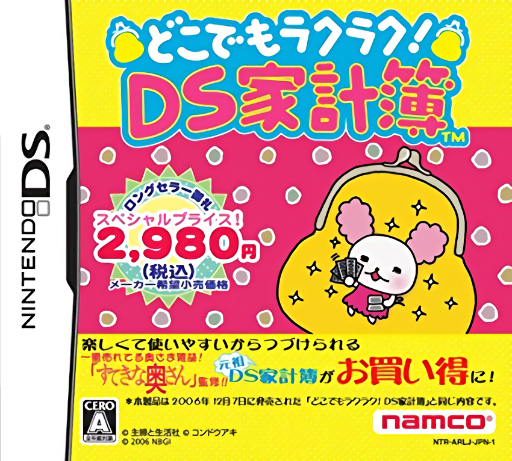 どこでもラクラク!
DS家計簿™
NINTENDO DS™
ロングセラー御礼
スペシャルプライス!
2,980円
(税込)
メーカー希望小売価格
楽しくて使いやすいからつづけられる
一番売れてる奥さま雑誌!
「すてきな奥さん」監修!!
元祖
DS家計簿がお買い得に!
*本製品は2006年12月7日に発売された「どこでもラクラク!DS家計簿」と同じ内容です。
CERO
A
全年齢対象
©主婦と生活社 ©コンドウアキ
©2006 NBGI
namco®
NTR-ARLJ-JPN-1